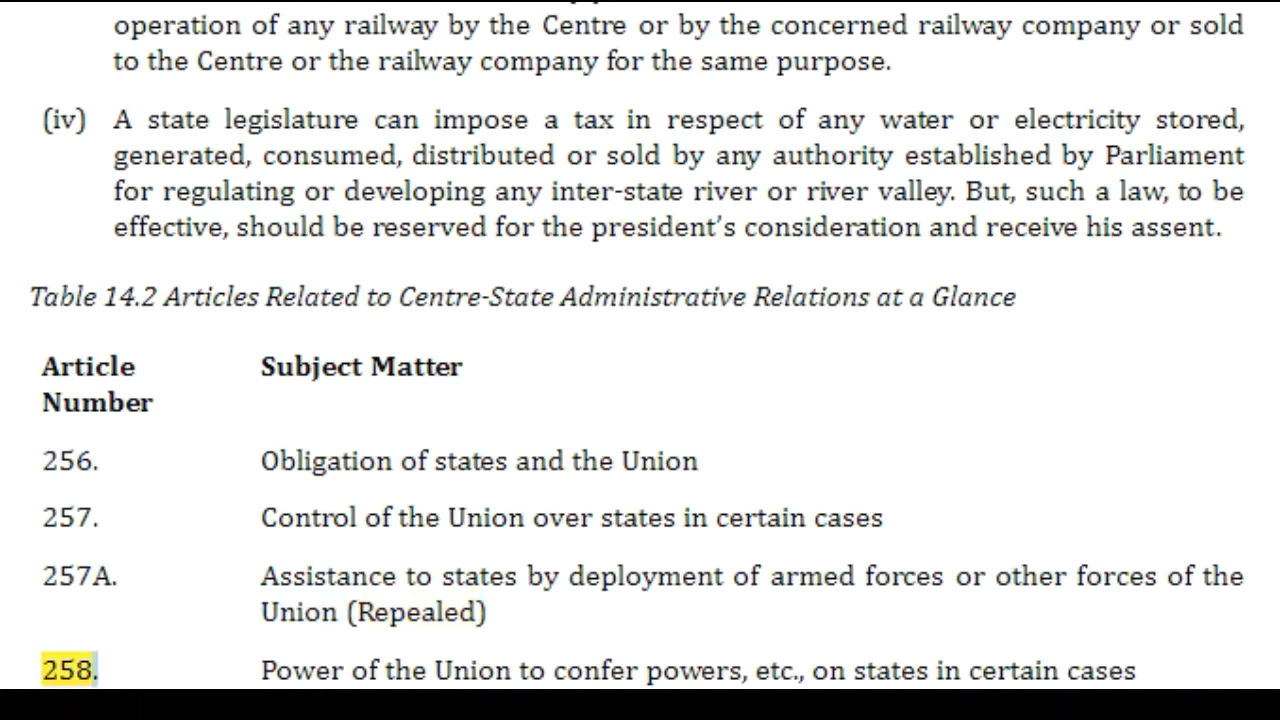 operation of any railway by the Centre or by the concerned railway company or sold
to the Centre or the railway company for the same purpose.
(iv) A state legislature can impose a tax in respect of any water or electricity stored,
generated, consumed, distributed or sold by any authority established by Parliament
for regulating or developing any inter-state river or river valley. But, such a law, to be
effective, should be reserved for the president’s consideration and receive his assent.
Table 14.2 Articles Related to Centre-State Administrative Relations at a Glance
Article Subject Matter
Number
256. Obligation of states and the Union
257. Control of the Union over states in certain cases
257A. Assistance to states by deployment of armed forces or other forces of the
Union (Repealed)
258. Power of the Union to confer powers, etc., on states in certain cases